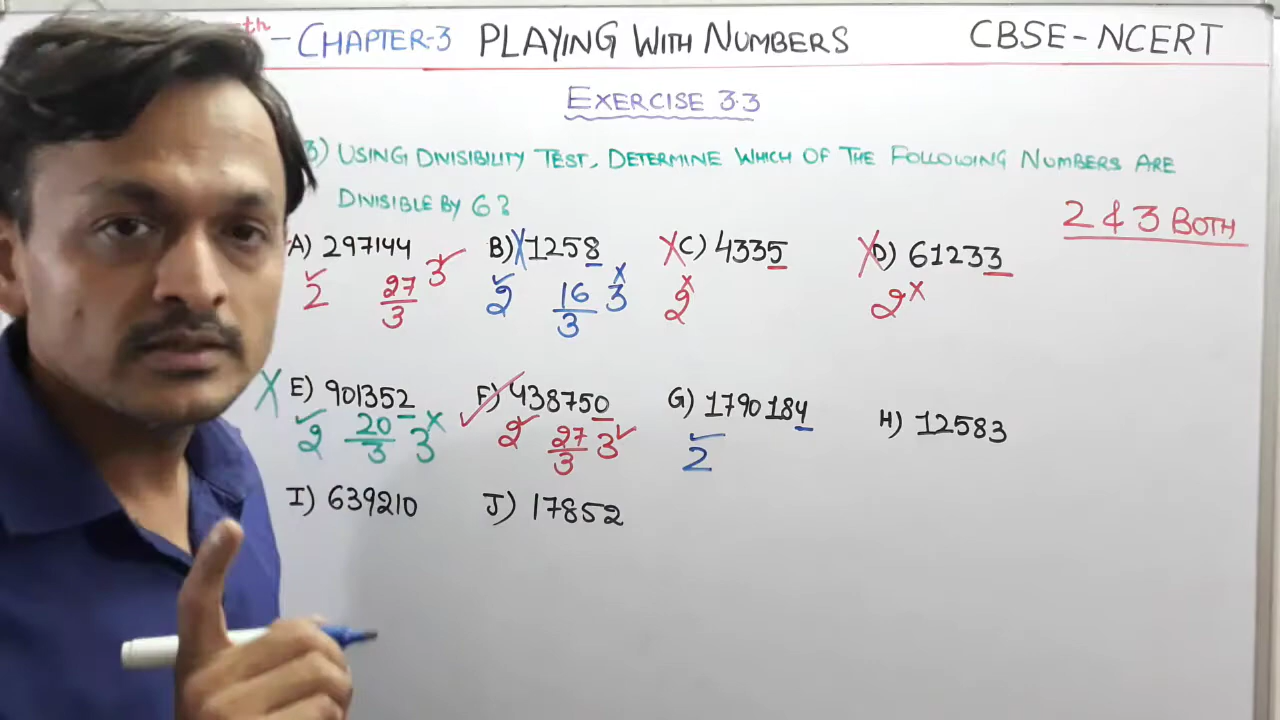 th - CHAPTER-3 PLAYING WITH NUMBERS CBSE-NCERT
EXERCISE 3.3
3) USING DIVISIBILITY TEST, DETERMINE WHICH OF THE FOLLOWING NUMBERS ARE
DIVISIBLE BY 6?
2 & 3 BOTH
A) 297144 B) 1258 C) 4335 D) 61233
2 27/3 3 2 16/3 3 2 2
E) 901352 F) 438750 G) 1790184 H) 12583
2 20/3 3 2 27/3 3 2
I) 639210 J) 17852